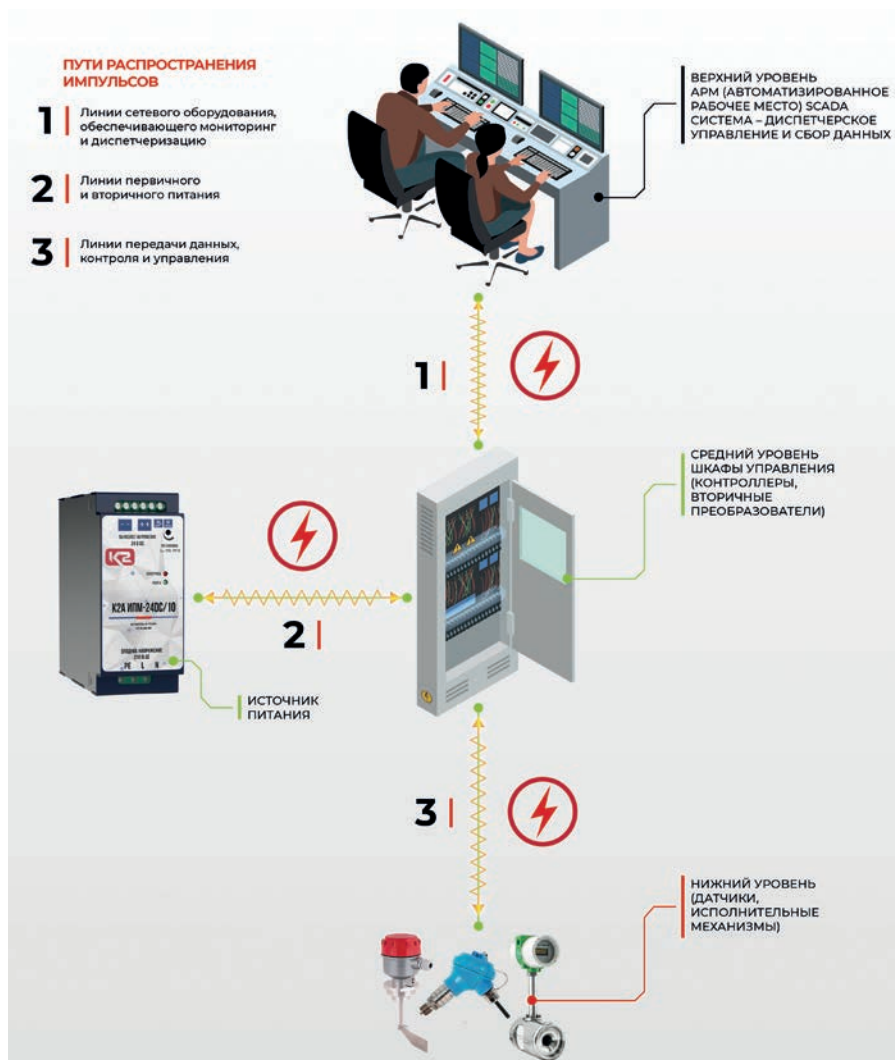 ПУТИ РАСПРОСТРАНЕНИЯ
ИМПУЛЬСОВ
1
Линии сетевого оборудования,
обеспечивающего мониторинг
и диспетчеризацию
2
Линии первичного
и вторичного питания
3
Линии передачи данных,
контроля и управления
ВЕРХНИЙ УРОВЕНЬ
АРМ (АВТОМАТИЗИРОВАННОЕ
РАБОЧЕЕ МЕСТО) SCADA
СИСТЕМА – ДИСПЕТЧЕРСКОЕ
УПРАВЛЕНИЕ И СБОР ДАННЫХ
1
СРЕДНИЙ УРОВЕНЬ
ШКАФЫ УПРАВЛЕНИЯ
(КОНТРОЛЛЕРЫ,
ВТОРИЧНЫЕ
ПРЕОБРАЗОВАТЕЛИ)
K2
К2А ИПМ-24DC/10
PE L N
2
ИСТОЧНИК
ПИТАНИЯ
3
НИЖНИЙ УРОВЕНЬ
(ДАТЧИКИ,
ИСПОЛНИТЕЛЬНЫЕ
МЕХАНИЗМЫ)